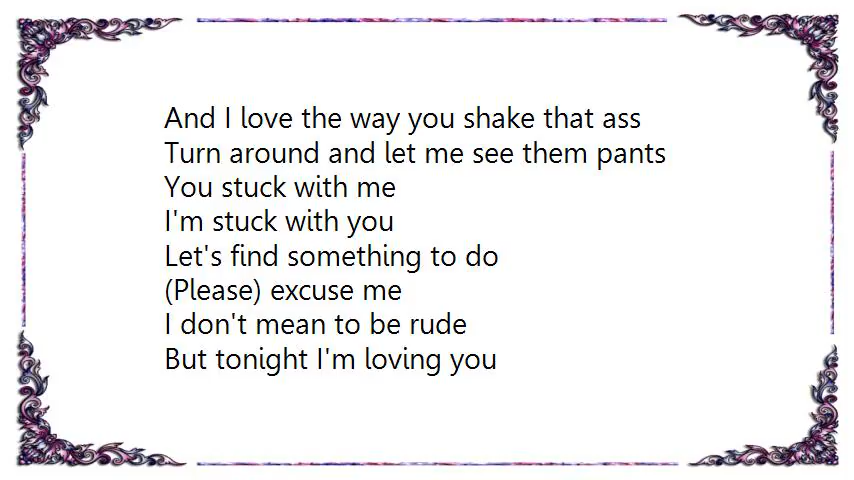 And I love the way you shake that ass
Turn around and let me see them pants
You stuck with me
I'm stuck with you
Let's find something to do
(Please) excuse me
I don't mean to be rude
But tonight I'm loving you